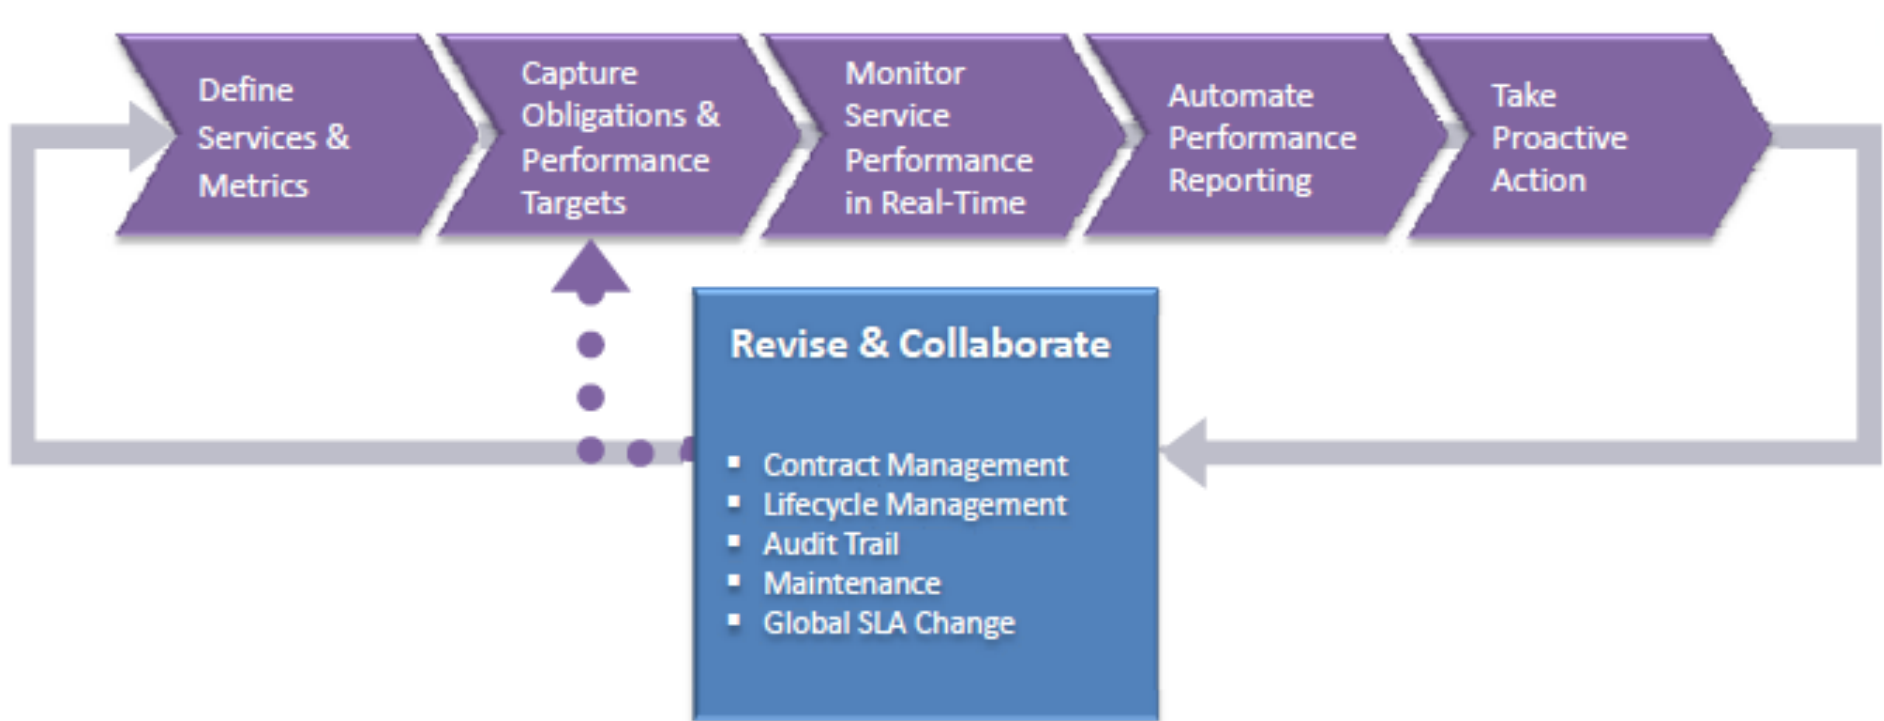 Define
Services &
Metrics
Capture
Obligations &
Performance
Targets
Monitor
Service
Performance
in Real-Time
Automate
Performance
Reporting
Take
Proactive
Action
Revise & Collaborate
▪ Contract Management
▪ Lifecycle Management
▪ Audit Trail
▪ Maintenance
▪ Global SLA Change